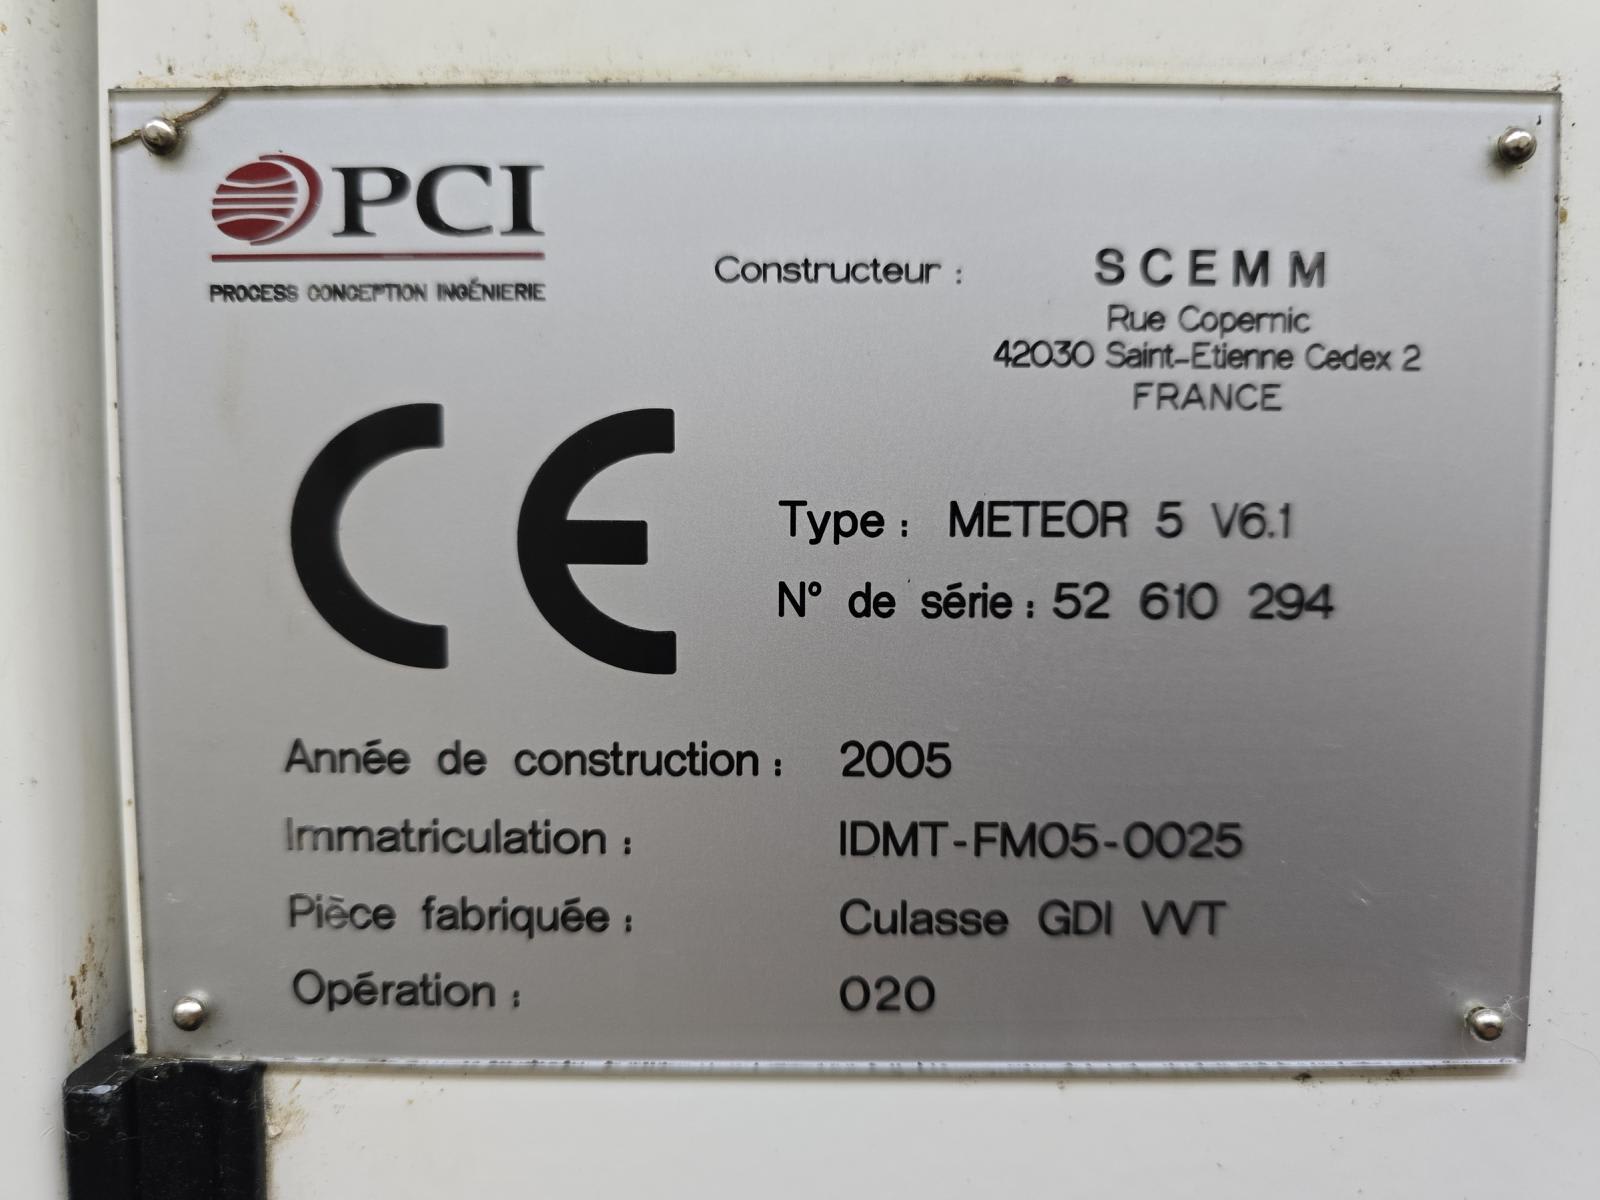 PCI
PROCESS CONCEPTION INGÉNIERIE
Constructeur : SCEMM
Rue Copernic
42030 Saint-Etienne Cedex 2
FRANCE
CE
Type : METEOR 5 V6.1
N° de série : 52 610 294
Année de construction : 2005
Immatriculation : IDMT-FM05-0025
Pièce fabriquée : Culasse GDI VVT
Opération : 020